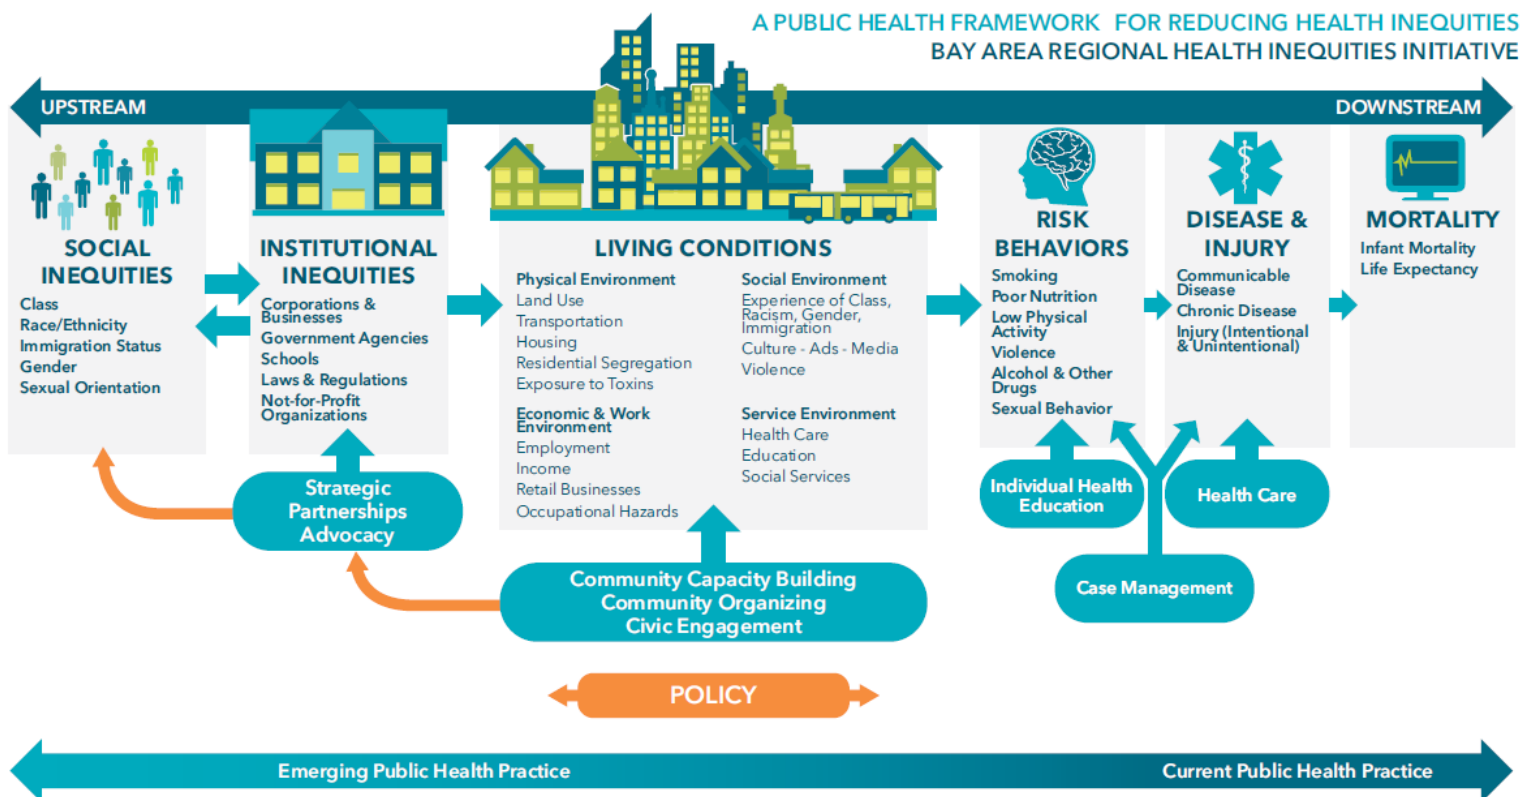 A PUBLIC HEALTH FRAMEWORK FOR REDUCING HEALTH INEQUITIES
BAY AREA REGIONAL HEALTH INEQUITIES INITIATIVE
UPSTREAM
DOWNSTREAM
SOCIAL
INEQUITIES
Class
Race/Ethnicity
Immigration Status
Gender
Sexual Orientation
INSTITUTIONAL
INEQUITIES
Corporations &
Businesses
Government Agencies
Schools
Laws & Regulations
Not-for-Profit
Organizations
LIVING CONDITIONS
Physical Environment
Land Use
Transportation
Housing
Residential Segregation
Exposure to Toxins
Economic & Work
Environment
Employment
Income
Retail Businesses
Occupational Hazards
Social Environment
Experience of Class,
Racism, Gender,
Immigration
Culture - Ads - Media
Violence
Service Environment
Health Care
Education
Social Services
RISK
BEHAVIORS
Smoking
Poor Nutrition
Low Physical
Activity
Violence
Alcohol & Other
Drugs
Sexual Behavior
DISEASE &
INJURY
Communicable
Disease
Chronic Disease
Injury (Intentional
& Unintentional)
MORTALITY
Infant Mortality
Life Expectancy
Strategic
Partnerships
Advocacy
Community Capacity Building
Community Organizing
Civic Engagement
Individual Health
Education
Health Care
Case Management
POLICY
Emerging Public Health Practice
Current Public Health Practice